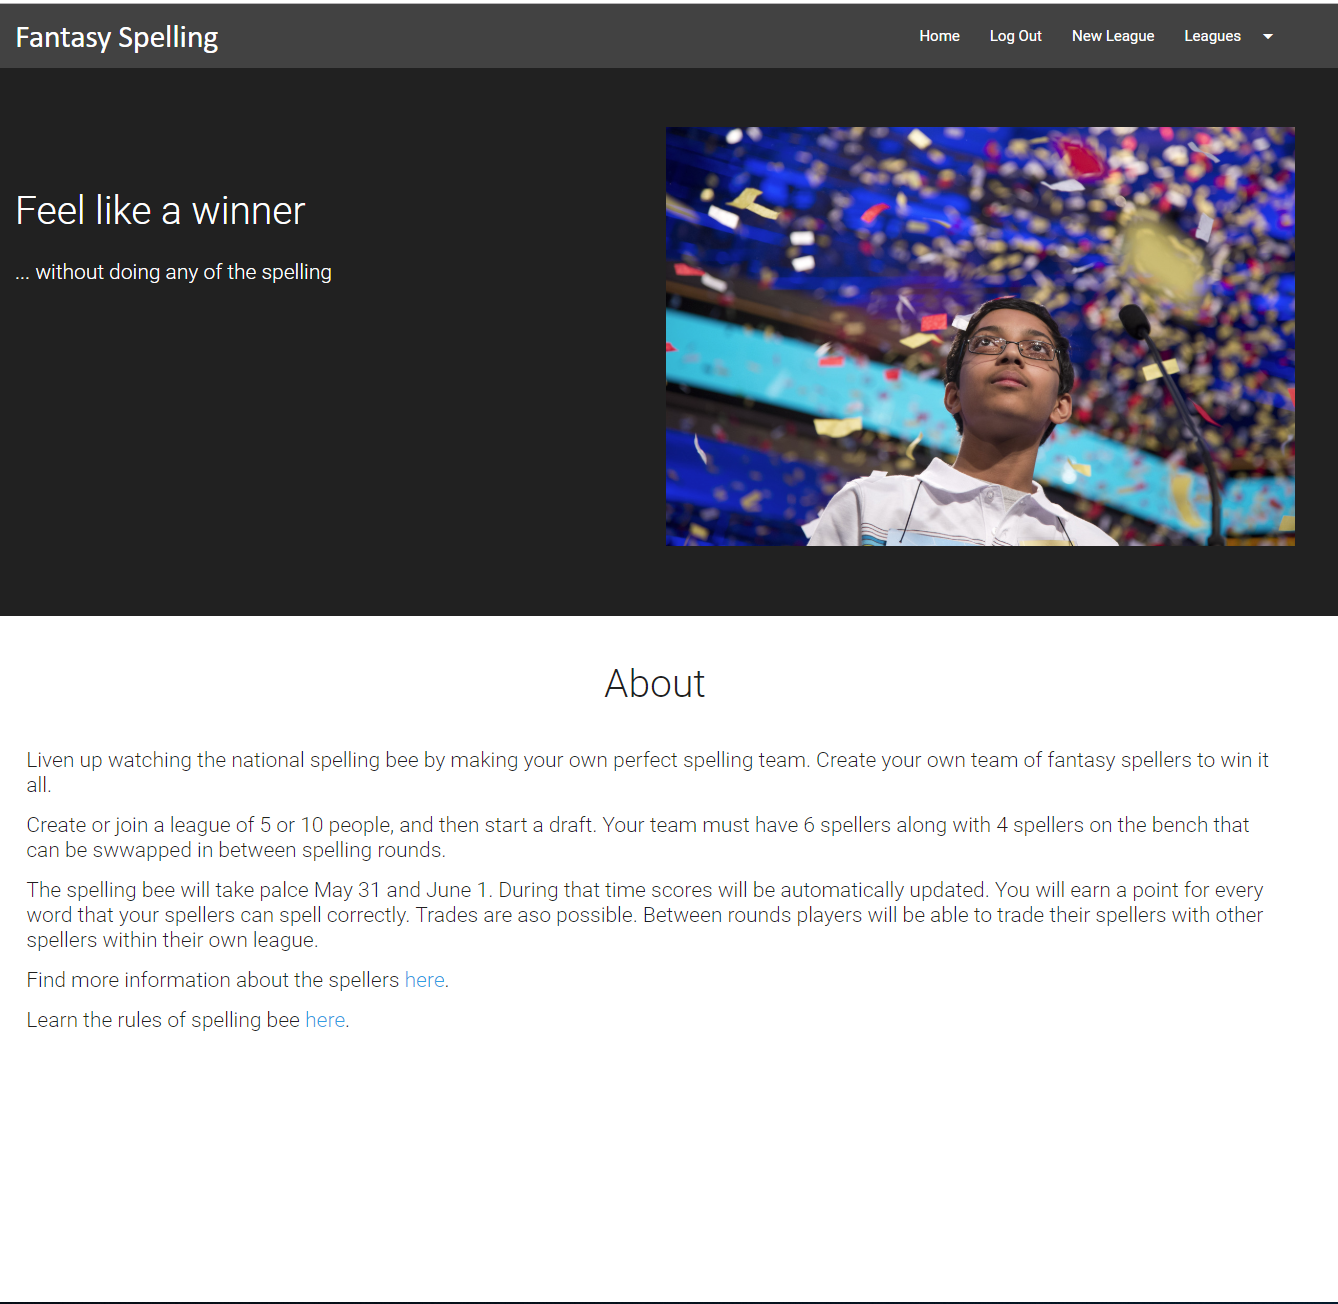 Fantasy Spelling
Home Log Out New League Leagues
Feel like a winner
... without doing any of the spelling
About
Liven up watching the national spelling bee by making your own perfect spelling team. Create your own team of fantasy spellers to win it
all.
Create or join a league of 5 or 10 people, and then start a draft. Your team must have 6 spellers along with 4 spellers on the bench that
can be swwapped in between spelling rounds.
The spelling bee will take palce May 31 and June 1. During that time scores will be automatically updated. You will earn a point for every
word that your spellers can spell correctly. Trades are aso possible. Between rounds players will be able to trade their spellers with other
spellers within their own league.
Find more information about the spellers here.
Learn the rules of spelling bee here.